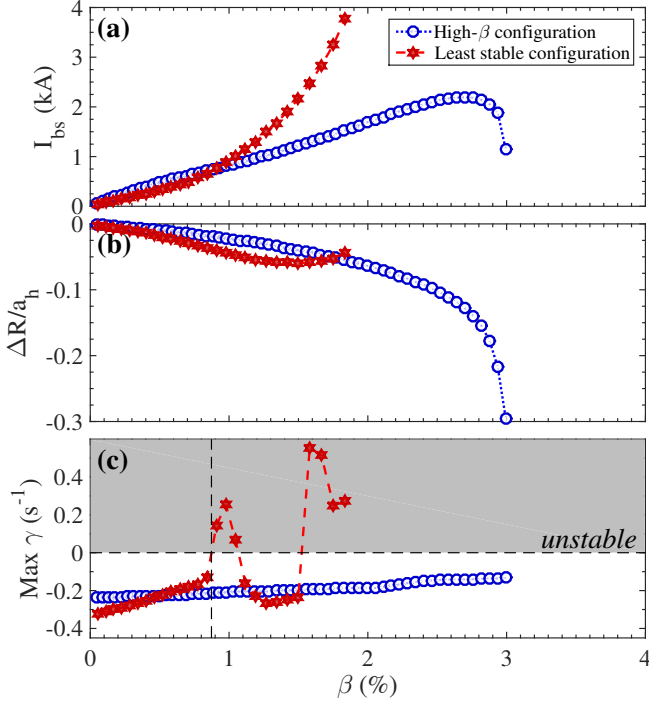 (a)
High-β configuration
Least stable configuration
I_bs (kA)
4
3
2
1
0
(b)
ΔR/a_h
0
-0.1
-0.2
-0.3
(c)
Max γ (s^-1)
unstable
0.4
0.2
0
-0.2
-0.4
0 1 2 3 4
β (%)